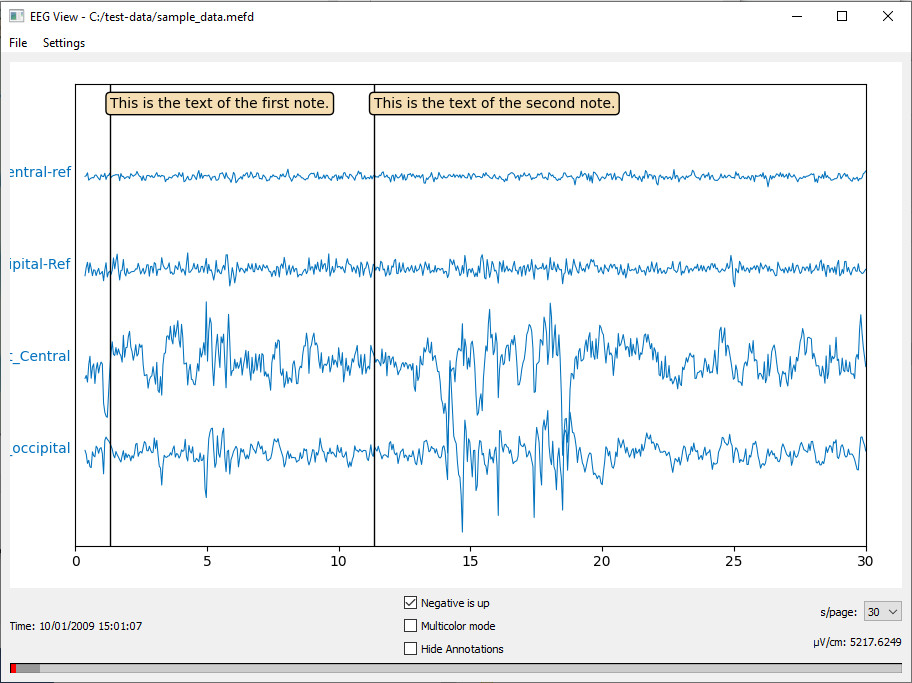 EEG View - C:/test-data/sample_data.mefd
File Settings
This is the text of the first note. This is the text of the second note.
entral-ref
ipital-Ref
t_Central
_occipital
0 5 10 15 20 25 30
Negative is up
s/page: 30
Time: 10/01/2009 15:01:07
Multicolor mode
µV/cm: 5217.6249
Hide Annotations